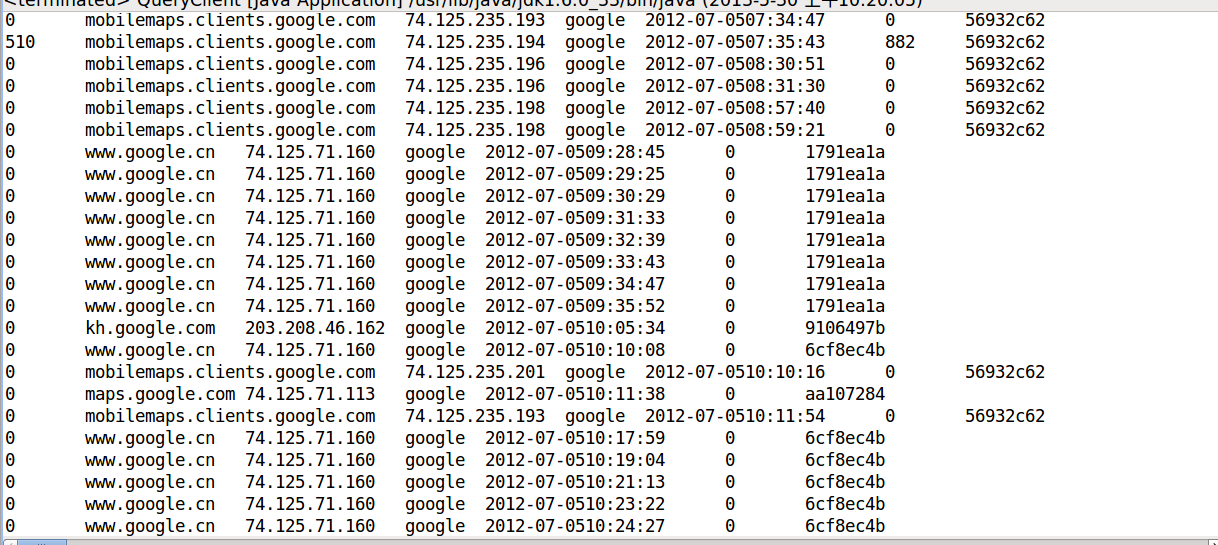 <terminated> QueryClient [Java Application] /usr/lib/java/jdk1.6.0_33/bin/java (2013-5-30 上午10:20:05)
0 mobilemaps.clients.google.com 74.125.235.193 google 2012-07-0507:34:47 0 56932c62
510 mobilemaps.clients.google.com 74.125.235.194 google 2012-07-0507:35:43 882 56932c62
0 mobilemaps.clients.google.com 74.125.235.196 google 2012-07-0508:30:51 0 56932c62
0 mobilemaps.clients.google.com 74.125.235.196 google 2012-07-0508:31:30 0 56932c62
0 mobilemaps.clients.google.com 74.125.235.198 google 2012-07-0508:57:40 0 56932c62
0 mobilemaps.clients.google.com 74.125.235.198 google 2012-07-0508:59:21 0 56932c62
0 www.google.cn 74.125.71.160 google 2012-07-0509:28:45 0 1791ea1a
0 www.google.cn 74.125.71.160 google 2012-07-0509:29:25 0 1791ea1a
0 www.google.cn 74.125.71.160 google 2012-07-0509:30:29 0 1791ea1a
0 www.google.cn 74.125.71.160 google 2012-07-0509:31:33 0 1791ea1a
0 www.google.cn 74.125.71.160 google 2012-07-0509:32:39 0 1791ea1a
0 www.google.cn 74.125.71.160 google 2012-07-0509:33:43 0 1791ea1a
0 www.google.cn 74.125.71.160 google 2012-07-0509:34:47 0 1791ea1a
0 www.google.cn 74.125.71.160 google 2012-07-0509:35:52 0 1791ea1a
0 kh.google.com 203.208.46.162 google 2012-07-0510:05:34 0 9106497b
0 www.google.cn 74.125.71.160 google 2012-07-0510:10:08 0 6cf8ec4b
0 mobilemaps.clients.google.com 74.125.235.201 google 2012-07-0510:10:16 0 56932c62
0 maps.google.com 74.125.71.113 google 2012-07-0510:11:38 0 aa107284
0 mobilemaps.clients.google.com 74.125.235.193 google 2012-07-0510:11:54 0 56932c62
0 www.google.cn 74.125.71.160 google 2012-07-0510:17:59 0 6cf8ec4b
0 www.google.cn 74.125.71.160 google 2012-07-0510:19:04 0 6cf8ec4b
0 www.google.cn 74.125.71.160 google 2012-07-0510:21:13 0 6cf8ec4b
0 www.google.cn 74.125.71.160 google 2012-07-0510:23:22 0 6cf8ec4b
0 www.google.cn 74.125.71.160 google 2012-07-0510:24:27 0 6cf8ec4b